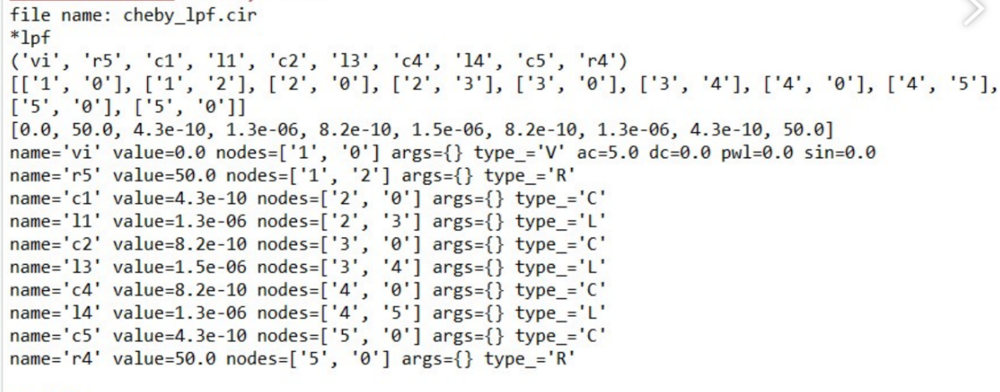 file name: cheby_lpf.cir
*lpf
('vi', 'r5', 'c1', 'l1', 'c2', 'l3', 'c4', 'l4', 'c5', 'r4')
[['1', '0'], ['1', '2'], ['2', '0'], ['2', '3'], ['3', '0'], ['3', '4'], ['4', '0'], ['4', '5'],
['5', '0'], ['5', '0']]
[0.0, 50.0, 4.3e-10, 1.3e-06, 8.2e-10, 1.5e-06, 8.2e-10, 1.3e-06, 4.3e-10, 50.0]
name='vi' value=0.0 nodes=['1', '0'] args={} type_='V' ac=5.0 dc=0.0 pwl=0.0 sin=0.0
name='r5' value=50.0 nodes=['1', '2'] args={} type_='R'
name='c1' value=4.3e-10 nodes=['2', '0'] args={} type_='C'
name='l1' value=1.3e-06 nodes=['2', '3'] args={} type_='L'
name='c2' value=8.2e-10 nodes=['3', '0'] args={} type_='C'
name='l3' value=1.5e-06 nodes=['3', '4'] args={} type_='L'
name='c4' value=8.2e-10 nodes=['4', '0'] args={} type_='C'
name='l4' value=1.3e-06 nodes=['4', '5'] args={} type_='L'
name='c5' value=4.3e-10 nodes=['5', '0'] args={} type_='C'
name='r4' value=50.0 nodes=['5', '0'] args={} type_='R'